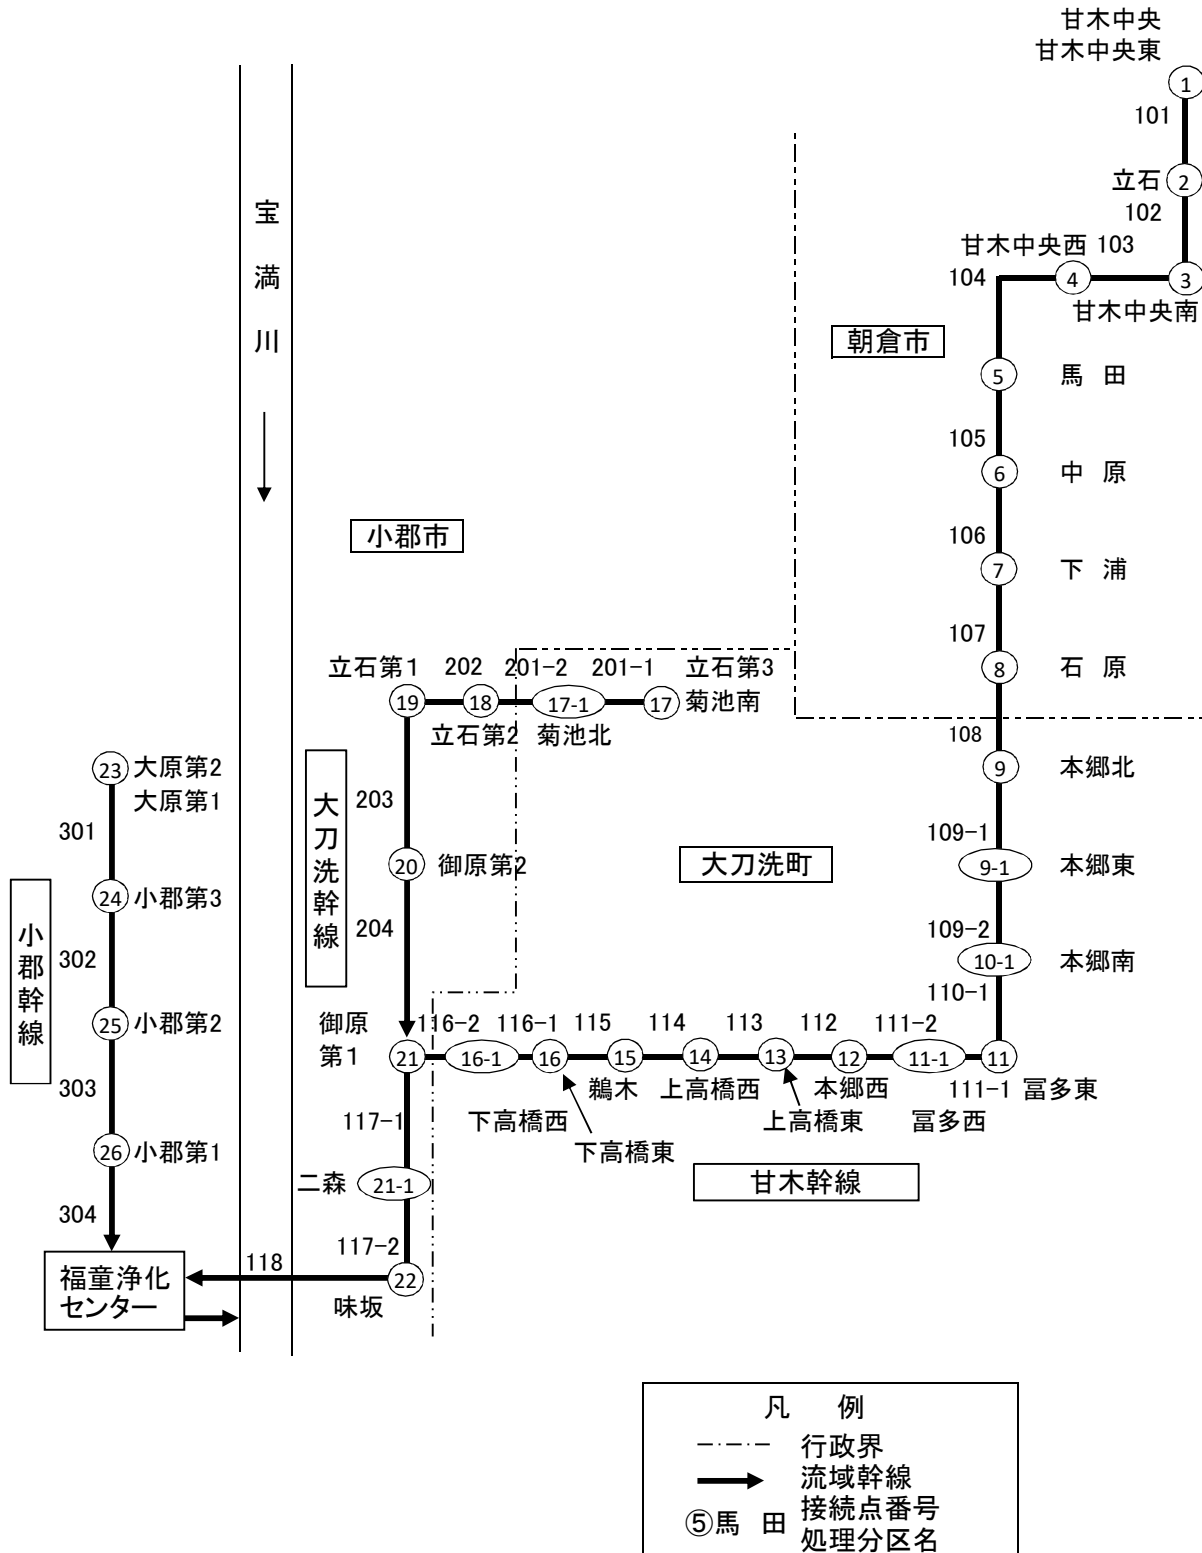 甘木中央
甘木中央東
1
101
立石
2
102
甘木中央西 103
104
4
3
甘木中央南
朝倉市
5
馬 田
105
6
中 原
106
7
下 浦
107
8
石 原
108
9
本郷北
109-1
9-1
本郷東
109-2
10-1
本郷南
110-1
宝
満
川
小郡市
立石第1 202 201-2 201-1 立石第3
19
18
17-1
17
菊池南
立石第2 菊池北
大刀洗幹線
203
20
御原第2
204
大刀洗町
御原
第1
116-2 116-1 115 114 113 112 111-2
21
16-1
16
15
14
13
12
11-1
11
鵜木 上高橋西 本郷西 111-1 冨多東
下高橋西 上高橋東 冨多西
下高橋東
甘木幹線
117-1
二森
21-1
117-2
22
味坂
118
23
大原第2
大原第1
301
24
小郡第3
小郡幹線
302
25
小郡第2
303
26
小郡第1
304
福童浄化
センター
凡 例
行政界
流域幹線
⑤馬 田 接続点番号
処理分区名